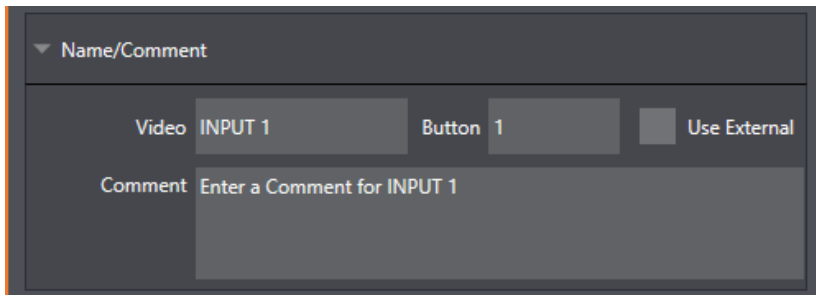 Name/Comment
Video INPUT 1 Button 1 Use External
Comment Enter a Comment for INPUT 1